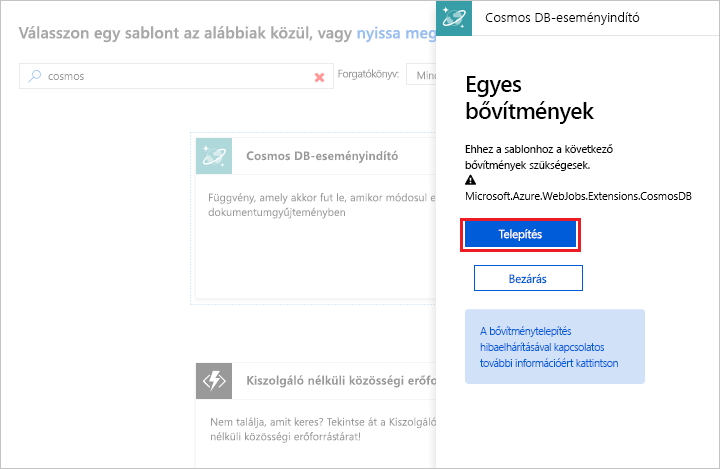 Válasszon egy sablont az alábbiak közül, vagy nyissa meg
cosmos
Forgatókönyv:
Cosmos DB-eseményindító
Függvény, amely akkor fut le, amikor módosul
dokumentumgyűjteményben
Kiszolgáló nélküli közösségi
Nem találja, amit keres? Tekintse át a
nélküli közösségi erőforrástárat!
Cosmos DB-eseményindító
Egyes
bővítmények
Ehhez a sablonhoz a következő
bővítmények szükségesek.
Microsoft.Azure.WebJobs.Extensions.CosmosDB
Telepítés
Bezárás
A bővítménytelepítés
hibaelhárításával kapcsolatos
további információért kattintson